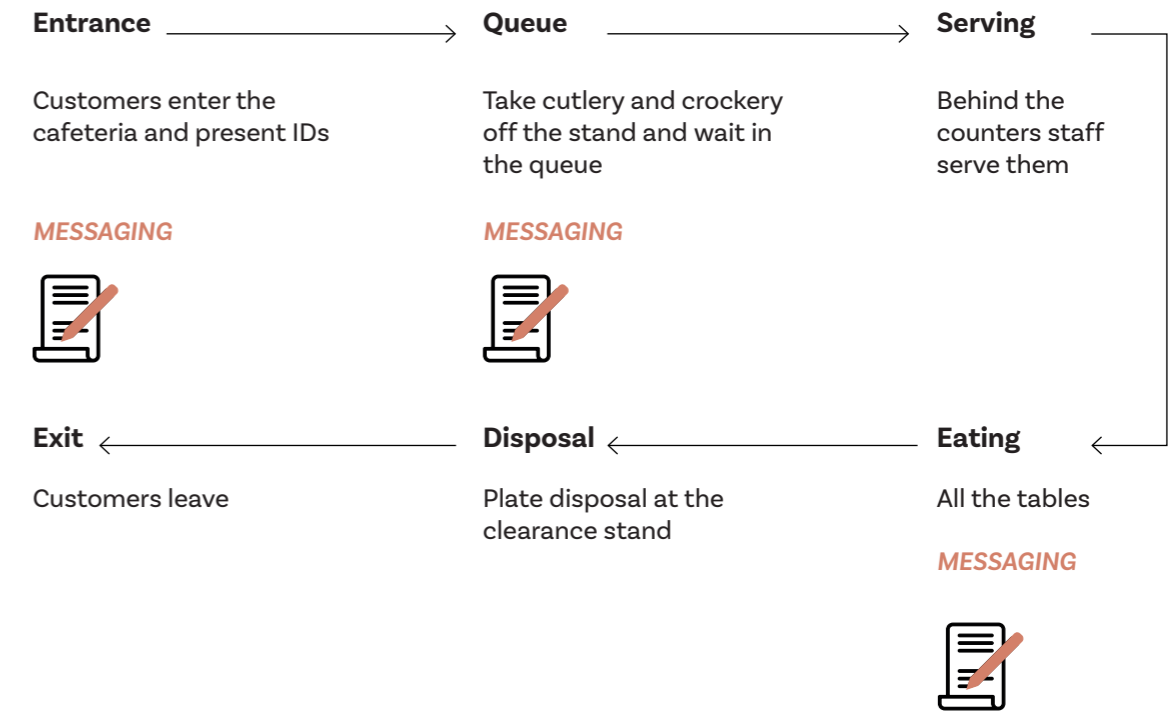 Entrance
Customers enter the
cafeteria and present IDs
MESSAGING
Queue
Take cutlery and crockery
off the stand and wait in
the queue
MESSAGING
Serving
Behind the
counters staff
serve them
Eating
All the tables
MESSAGING
Disposal
Plate disposal at the
clearance stand
Exit
Customers leave